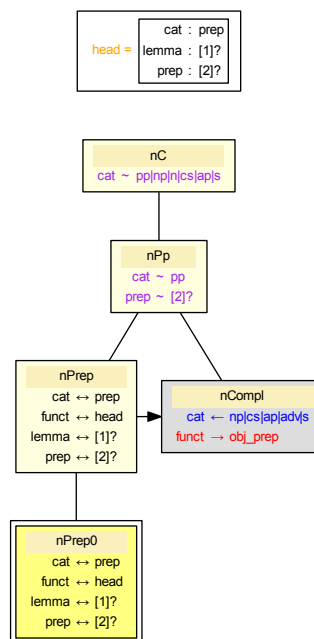 cat : prep
head = lemma : [1]?
prep : [2]?
nC
cat ~ pp|np|n|cs|ap|s
nPp
cat ~ pp
prep ~ [2]?
nPrep
cat ↔ prep
funct ↔ head
lemma ↔ [1]?
prep ↔ [2]?
nCompl
cat ← np|cs|ap|adv|s
funct → obj_prep
nPrep0
cat ↔ prep
funct ↔ head
lemma ↔ [1]?
prep ↔ [2]?